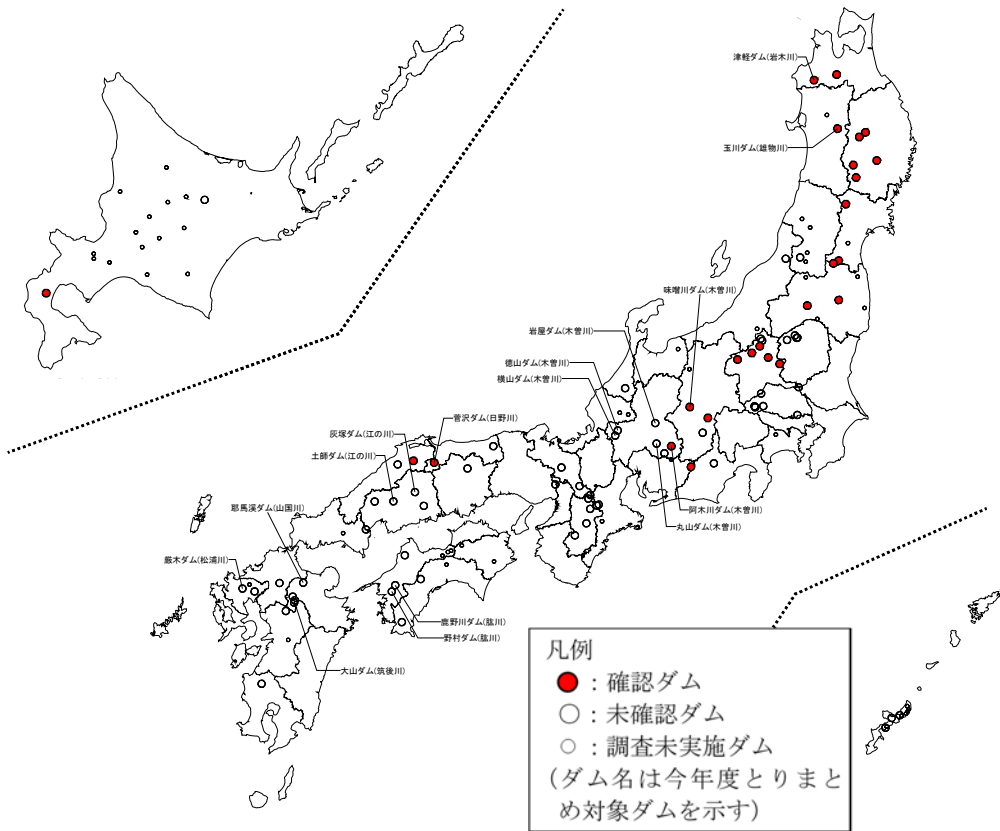 津軽ダム(岩木川)
玉川ダム(雄物川)
味噌川ダム(木曽川)
岩屋ダム(木曽川)
徳山ダム(木曽川)
横山ダム(木曽川)
菅沢ダム(日野川)
灰塚ダム(江の川)
土師ダム(江の川)
耶馬溪ダム(山国川)
厳木ダム(松浦川)
阿木川ダム(木曽川)
丸山ダム(木曽川)
鹿野川ダム(肱川)
野村ダム(肱川)
大山ダム(筑後川)
凡例
：確認ダム
：未確認ダム
：調査未実施ダム
(ダム名は今年度とりまと
め対象ダムを示す)